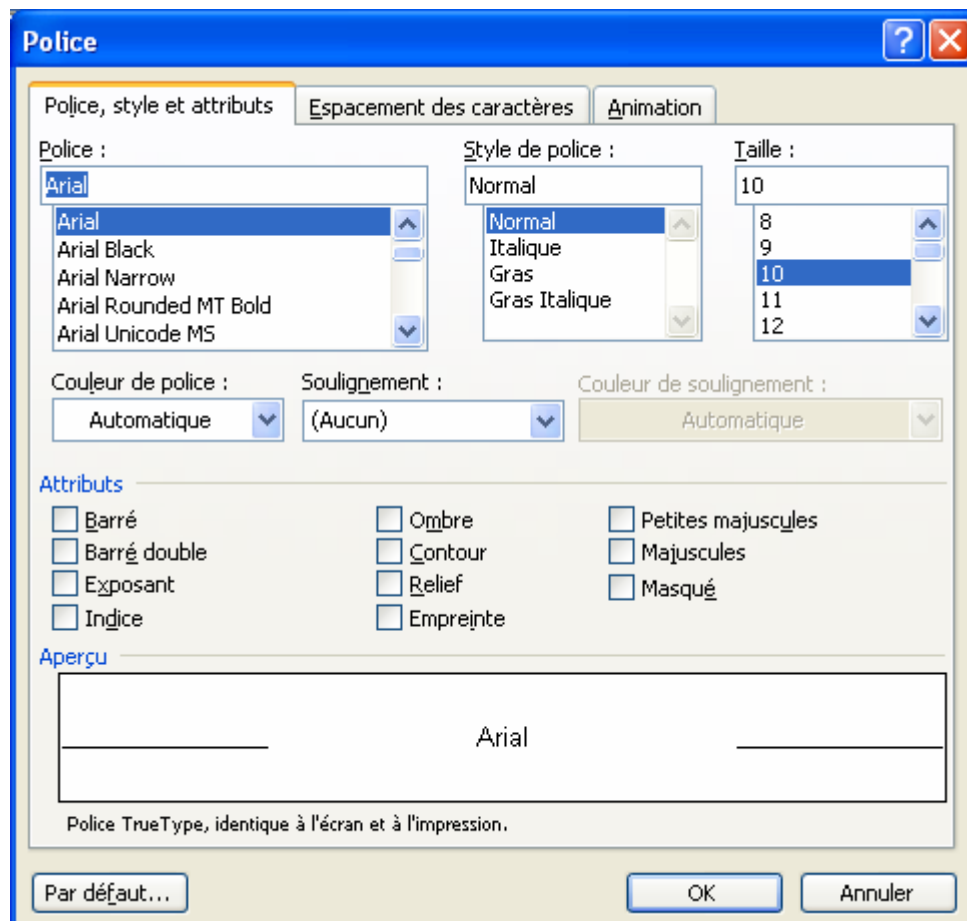 Police
Police, style et attributs Espacement des caractères Animation
Police : Style de police : Taille :
Arial Normal 10
Arial Normal 8
Arial Black Italique 9
Arial Narrow Gras 10
Arial Rounded MT Bold Gras Italique 11
Arial Unicode MS 12
Couleur de police : Soulignement : Couleur de soulignement :
Automatique (Aucun) Automatique
Attributs
Barré Ombre Petites majuscules
Barré double Contour Majuscules
Exposant Relief Masqué
Indice Empreinte
Aperçu
Arial
Police TrueType, identique à l'écran et à l'impression.
Par défaut... OK Annuler